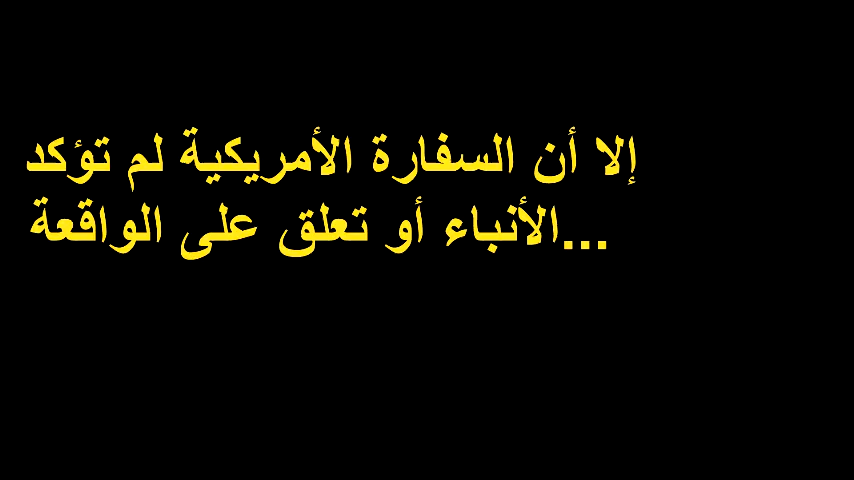 إلا أن السفارة الأمريكية لم تؤكد
الأنباء أو تعلق على الواقعة...